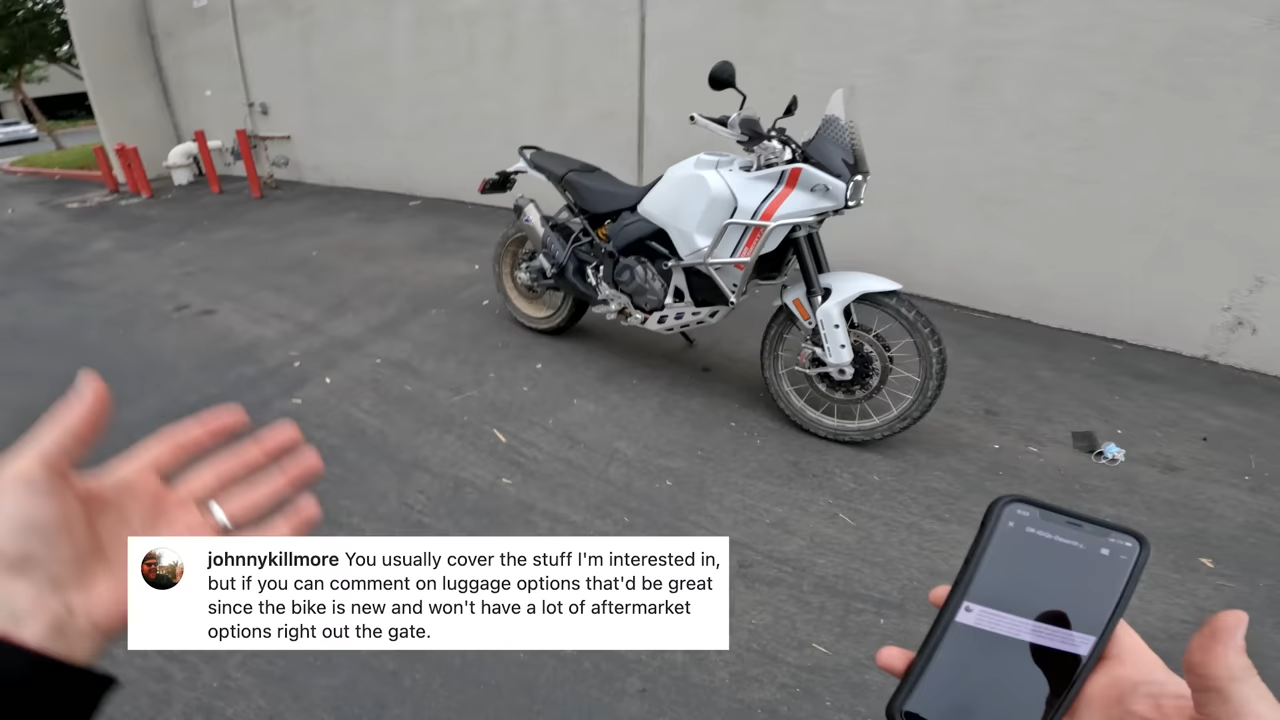 johnnykillmore You usually cover the stuff I'm interested in,
but if you can comment on luggage options that'd be great
since the bike is new and won't have a lot of aftermarket
options right out the gate.